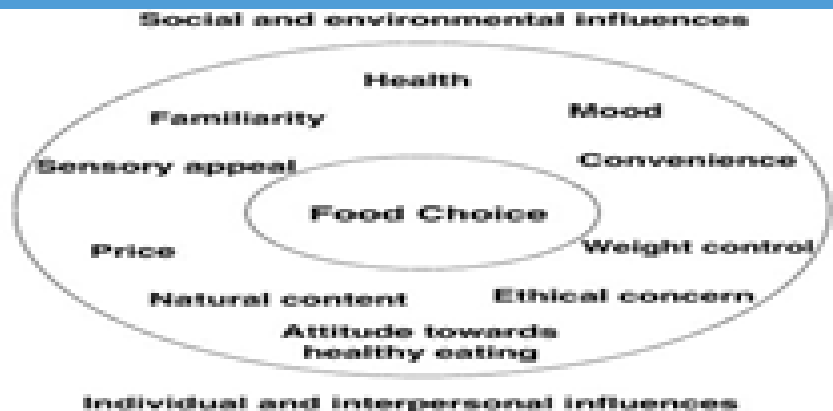 Social and environmental influences
Health
Familiarity
Mood
Sensory appeal
Convenience
Food Choice
Price
Weight control
Natural content
Ethical concern
Attitude towards
healthy eating
Individual and interpersonal influences